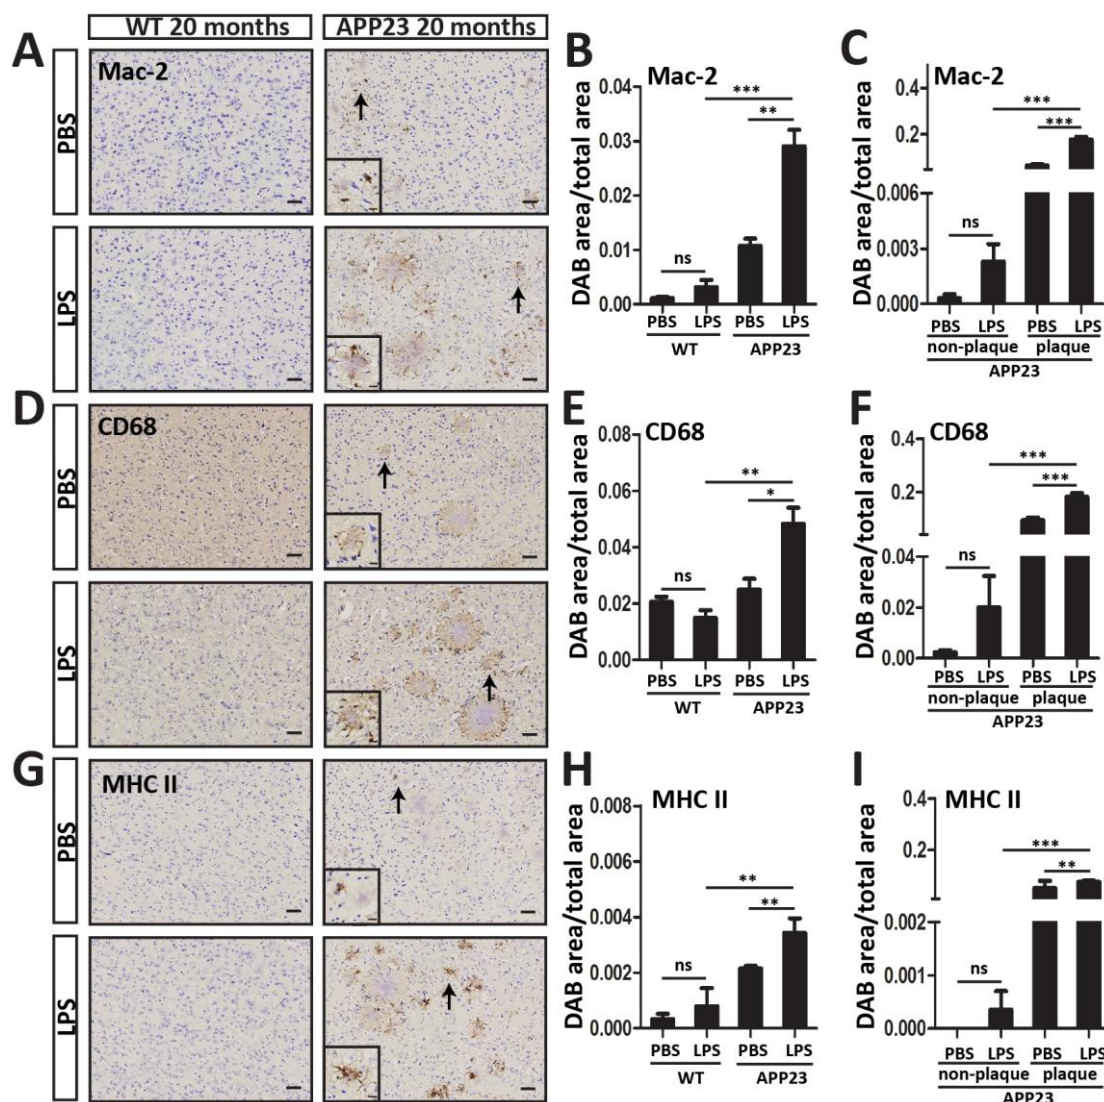 WT 20 months
APP23 20 months
A
Mac-2
PBS
LPS
B
Mac-2
DAB area/total area
0.04
0.03
0.02
0.01
0.00
***
**
ns
PBS
LPS
PBS
LPS
WT
APP23
C
Mac-2
DAB area/total area
0.4
0.2
0.006
0.003
0.000
***
***
ns
PBS
LPS
PBS
LPS
non-plaque
plaque
APP23
D
CD68
PBS
LPS
E
CD68
DAB area/total area
0.08
0.06
0.04
0.02
0.00
**
*
ns
PBS
LPS
PBS
LPS
WT
APP23
F
CD68
DAB area/total area
0.4
0.2
0.04
0.02
0.00
***
***
ns
PBS
LPS
PBS
LPS
non-plaque
plaque
APP23
G
MHC II
PBS
LPS
H
MHC II
DAB area/total area
0.008
0.006
0.004
0.002
0.000
**
**
ns
PBS
LPS
PBS
LPS
WT
APP23
I
MHC II
DAB area/total area
0.4
0.2
0.002
0.001
0.000
***
**
ns
PBS
LPS
PBS
LPS
non-plaque
plaque
APP23